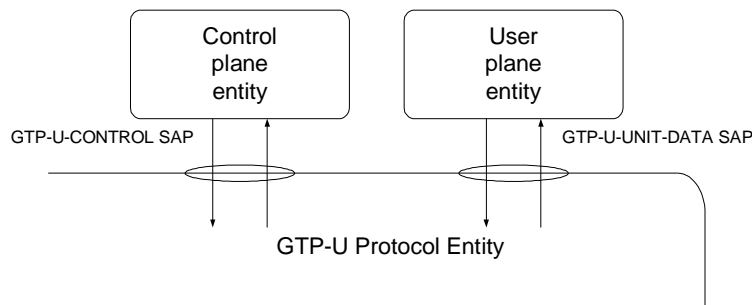 Control
plane
entity
User
plane
entity
GTP-U-CONTROL SAP
GTP-U-UNIT-DATA SAP
GTP-U Protocol Entity